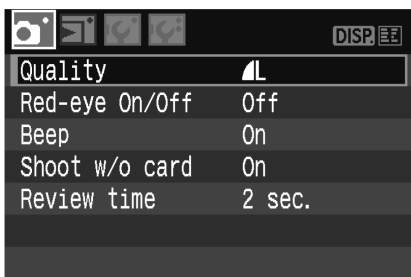 DISP.
Quality L
Red-eye On/Off Off
Beep On
Shoot w/o card On
Review time 2 sec.